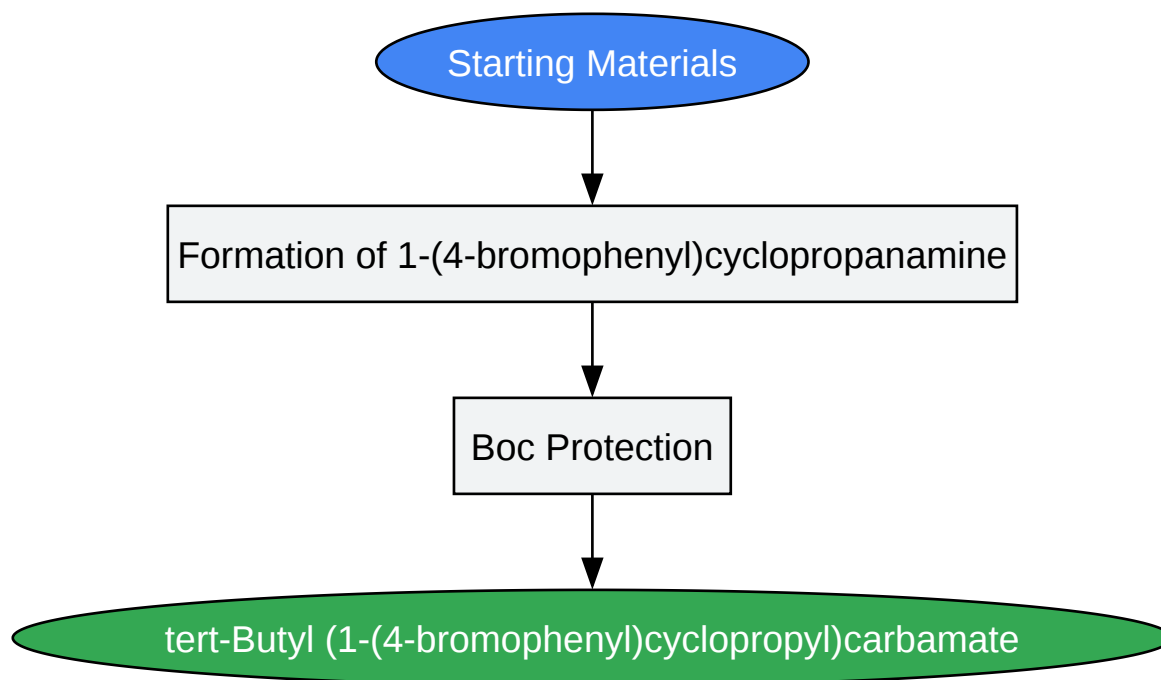 Starting Materials
Formation of 1-(4-bromophenyl)cyclopropanamine
Boc Protection
tert-Butyl (1-(4-bromophenyl)cyclopropyl)carbamate